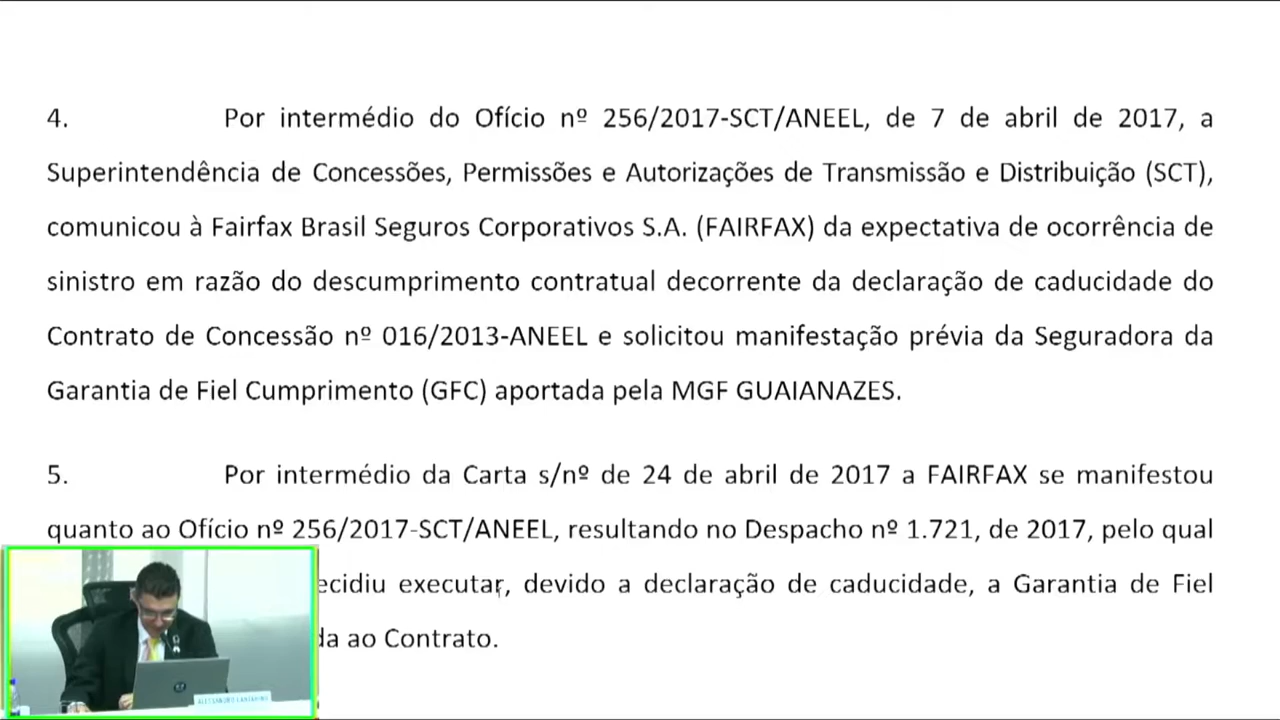 4. Por intermédio do Ofício nº 256/2017-SCT/ANEEL, de 7 de abril de 2017, a
Superintendência de Concessões, Permissões e Autorizações de Transmissão e Distribuição (SCT),
comunicou à Fairfax Brasil Seguros Corporativos S.A. (FAIRFAX) da expectativa de ocorrência de
sinistro em razão do descumprimento contratual decorrente da declaração de caducidade do
Contrato de Concessão nº 016/2013-ANEEL e solicitou manifestação prévia da Seguradora da
Garantia de Fiel Cumprimento (GFC) aportada pela MGF GUAIANAZES.
5. Por intermédio da Carta s/nº de 24 de abril de 2017 a FAIRFAX se manifestou
quanto ao Ofício nº 256/2017-SCT/ANEEL, resultando no Despacho nº 1.721, de 2017, pelo qual
ecidiu executar, devido a declaração de caducidade, a Garantia de Fiel
da ao Contrato.